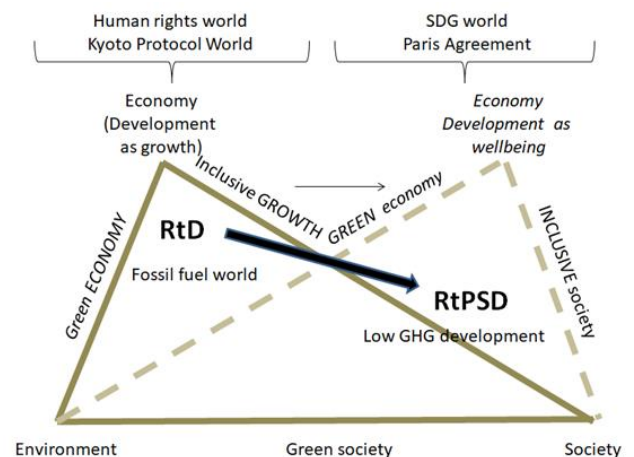 Human rights world
Kyoto Protocol World
SDG world
Paris Agreement
Economy
(Development
as growth)
Economy
Development as
wellbeing
Inclusive GROWTH
GREEN economy
Green ECONOMY
INCLUSIVE society
RtD
Fossil fuel world
RtPSD
Low GHG development
Environment
Green society
Society